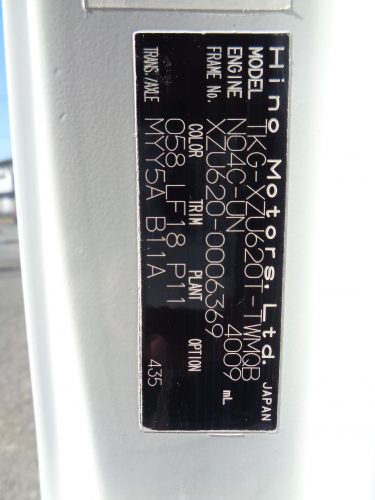 Hino Motors, Ltd. JAPAN
MODEL TKG-XZU620T-TWMQB
ENGINE N04C-UN 4009 mL
FRAME No. XZU620-0006369
COLOR TRIM PLANT OPTION
058 LF18 P11
TRANS./AXLE MYY5A B11A 435